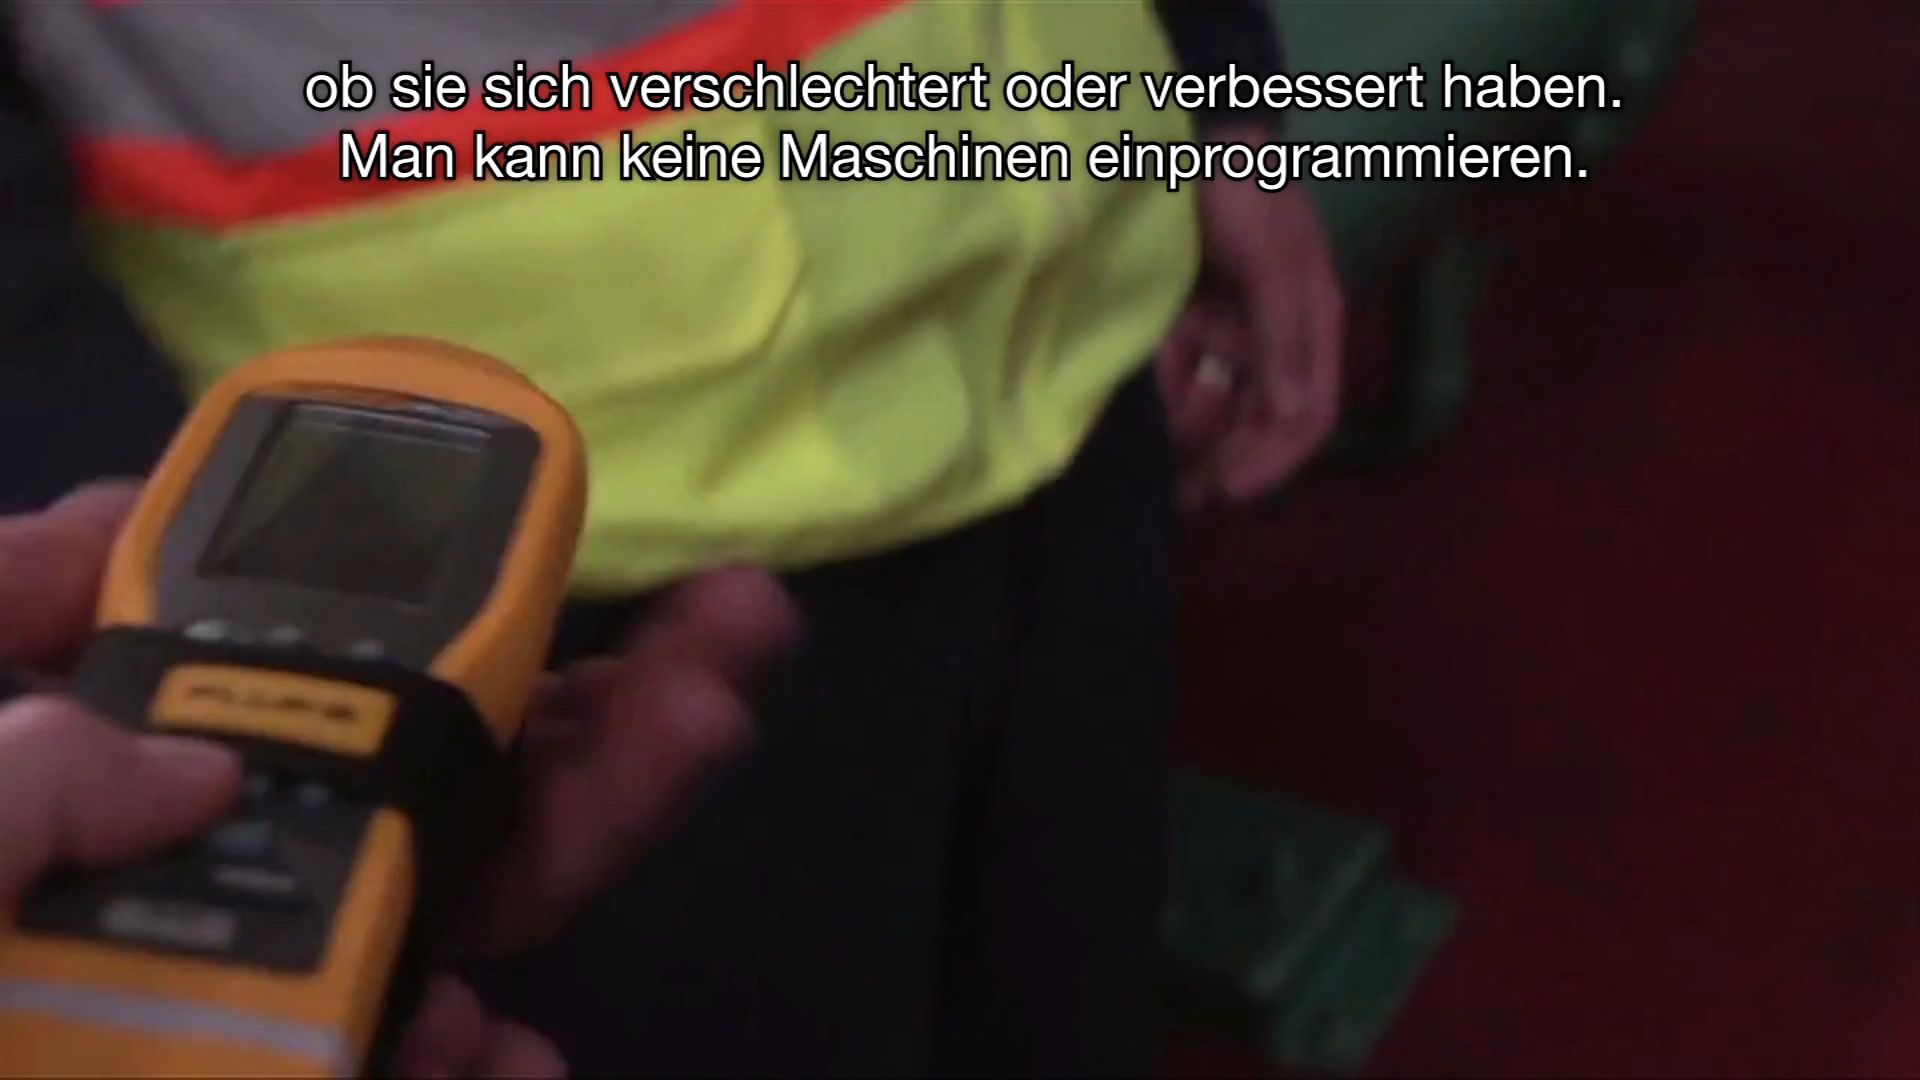 ob sie sich verschlechtert oder verbessert haben.
Man kann keine Maschinen einprogrammieren.